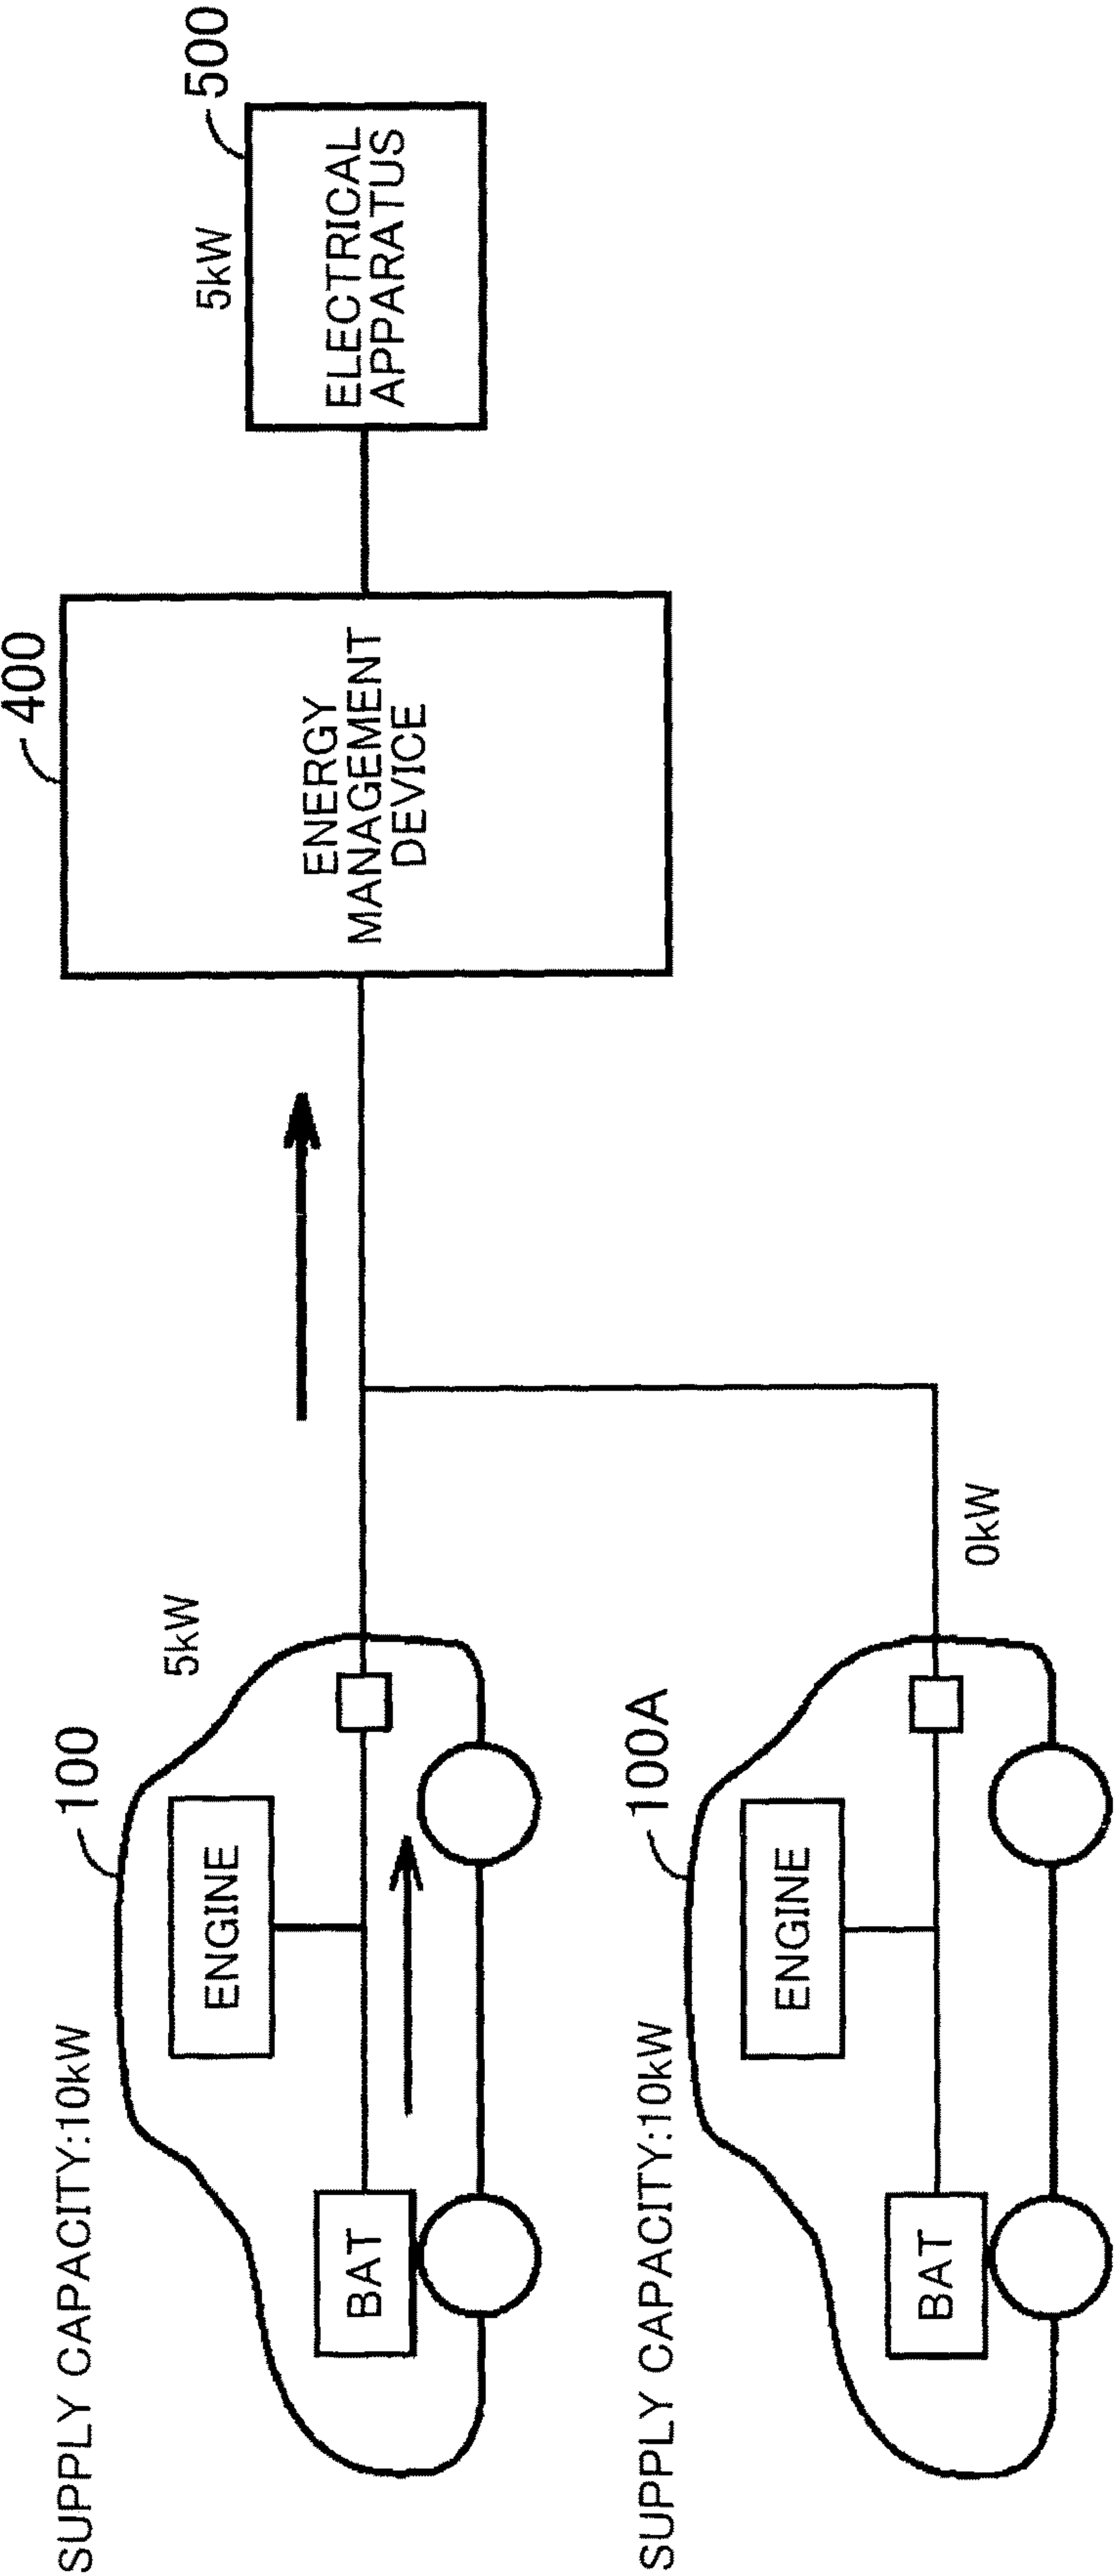 SUPPLY CAPACITY:10kW
100
5kW
ENGINE
BAT
400
ENERGY
MANAGEMENT
DEVICE
500
5kW
ELECTRICAL
APPARATUS
SUPPLY CAPACITY:10kW
100A
ENGINE
BAT
0kW